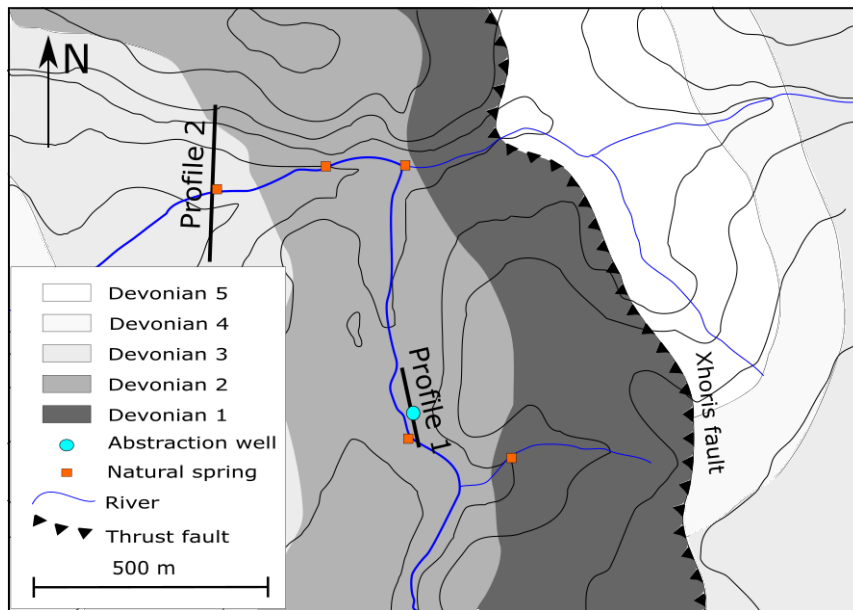 N
Profile 2
Profile 1
Xhoris fault
Devonian 5
Devonian 4
Devonian 3
Devonian 2
Devonian 1
Abstraction well
Natural spring
River
Thrust fault
500 m